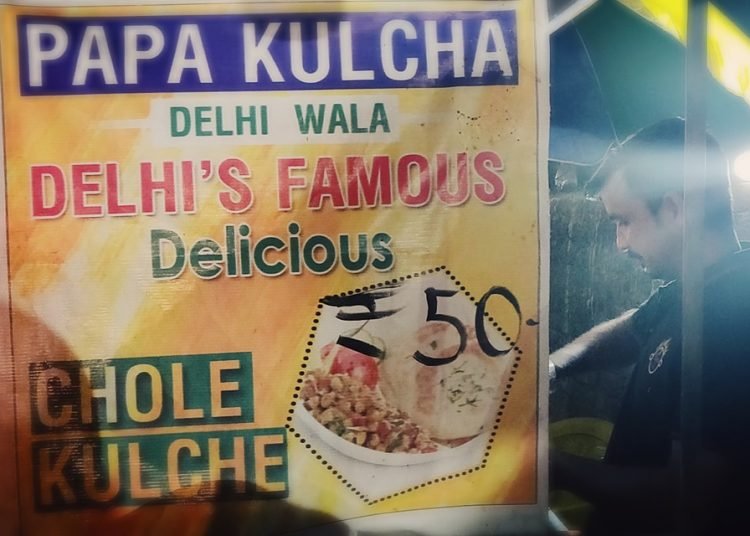 PAPA KULCHA
DELHI WALA
DELHI'S FAMOUS
Delicious
= 50-
CHOLE
KULCHE